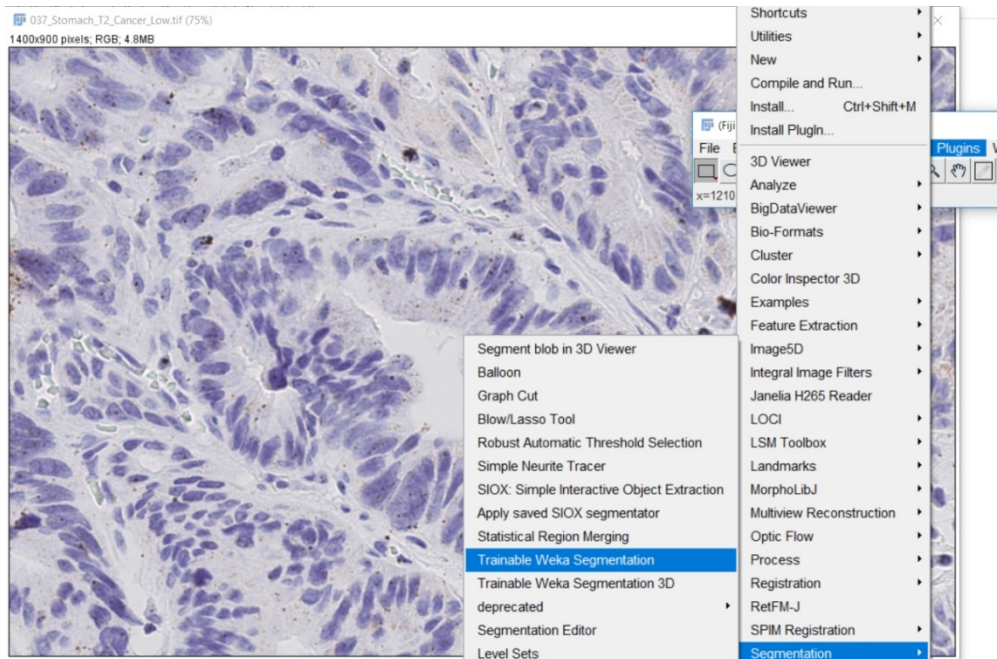 037_Stomach_T2_Cancer_Low.tif (75%)
1400x900 pixels; RGB; 4.8MB
(Fiji
File
Plugins
x=1210
Shortcuts
Utilities
New
Compile and Run...
Install... Ctrl+Shift+M
Install PlugIn...
3D Viewer
Analyze
BigDataViewer
Bio-Formats
Cluster
Color Inspector 3D
Examples
Feature Extraction
Image5D
Integral Image Filters
Janelia H265 Reader
LOCI
LSM Toolbox
Landmarks
MorphoLibJ
Multiview Reconstruction
Optic Flow
Process
Registration
RetFM-J
SPIM Registration
Segmentation
Segment blob in 3D Viewer
Balloon
Graph Cut
Blow/Lasso Tool
Robust Automatic Threshold Selection
Simple Neurite Tracer
SIOX: Simple Interactive Object Extraction
Apply saved SIOX segmentator
Statistical Region Merging
Trainable Weka Segmentation
Trainable Weka Segmentation 3D
deprecated
Segmentation Editor
Level Sets